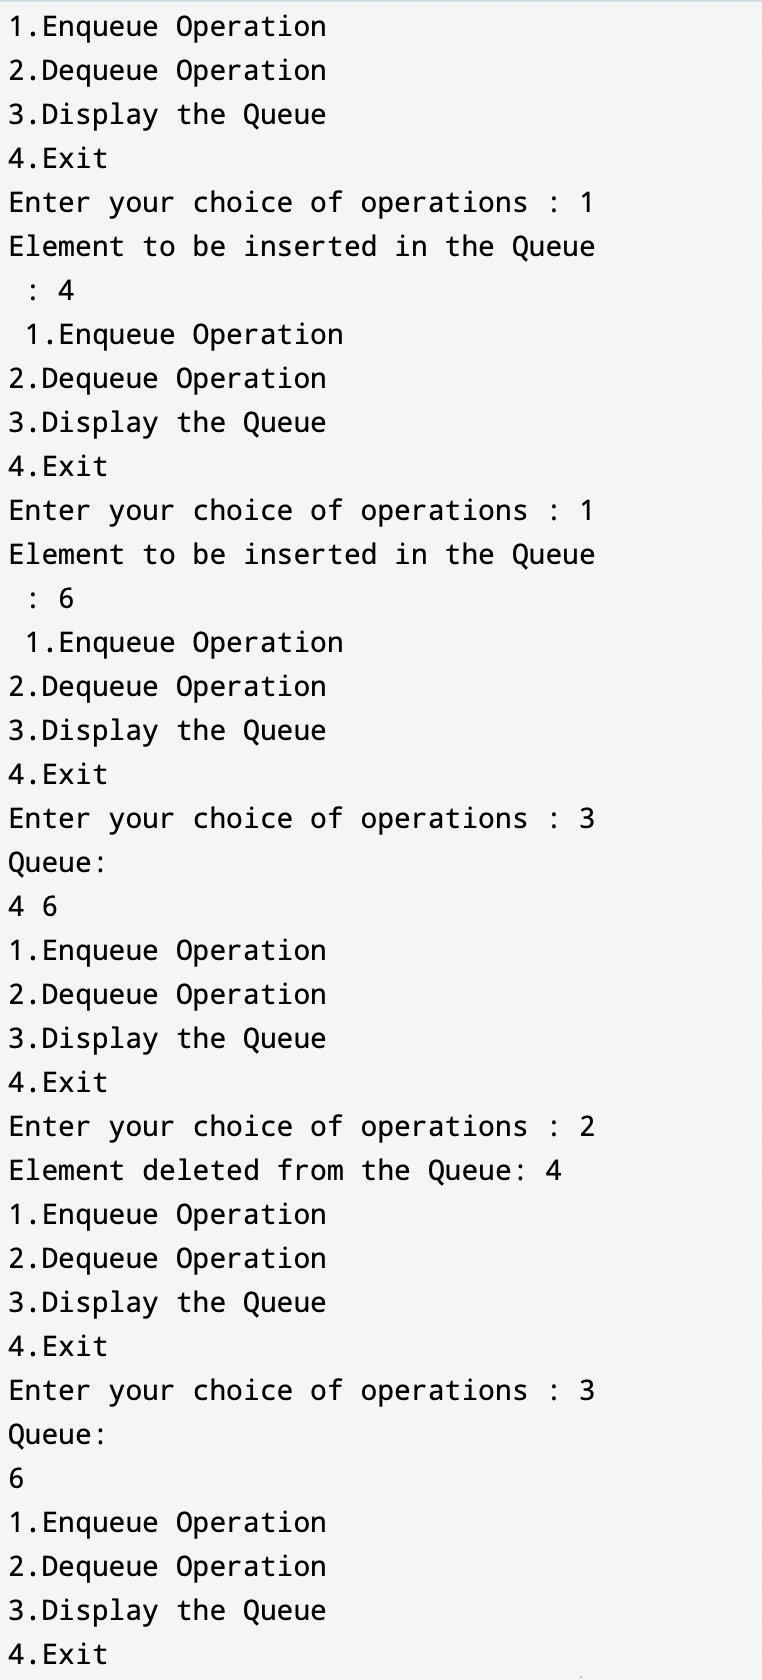 1.Enqueue Operation
2.Dequeue Operation
3.Display the Queue
4.Exit
Enter your choice of operations : 1
Element to be inserted in the Queue
 : 4
 1.Enqueue Operation
2.Dequeue Operation
3.Display the Queue
4.Exit
Enter your choice of operations : 1
Element to be inserted in the Queue
 : 6
 1.Enqueue Operation
2.Dequeue Operation
3.Display the Queue
4.Exit
Enter your choice of operations : 3
Queue:
4 6
1.Enqueue Operation
2.Dequeue Operation
3.Display the Queue
4.Exit
Enter your choice of operations : 2
Element deleted from the Queue: 4
1.Enqueue Operation
2.Dequeue Operation
3.Display the Queue
4.Exit
Enter your choice of operations : 3
Queue:
6
1.Enqueue Operation
2.Dequeue Operation
3.Display the Queue
4.Exit